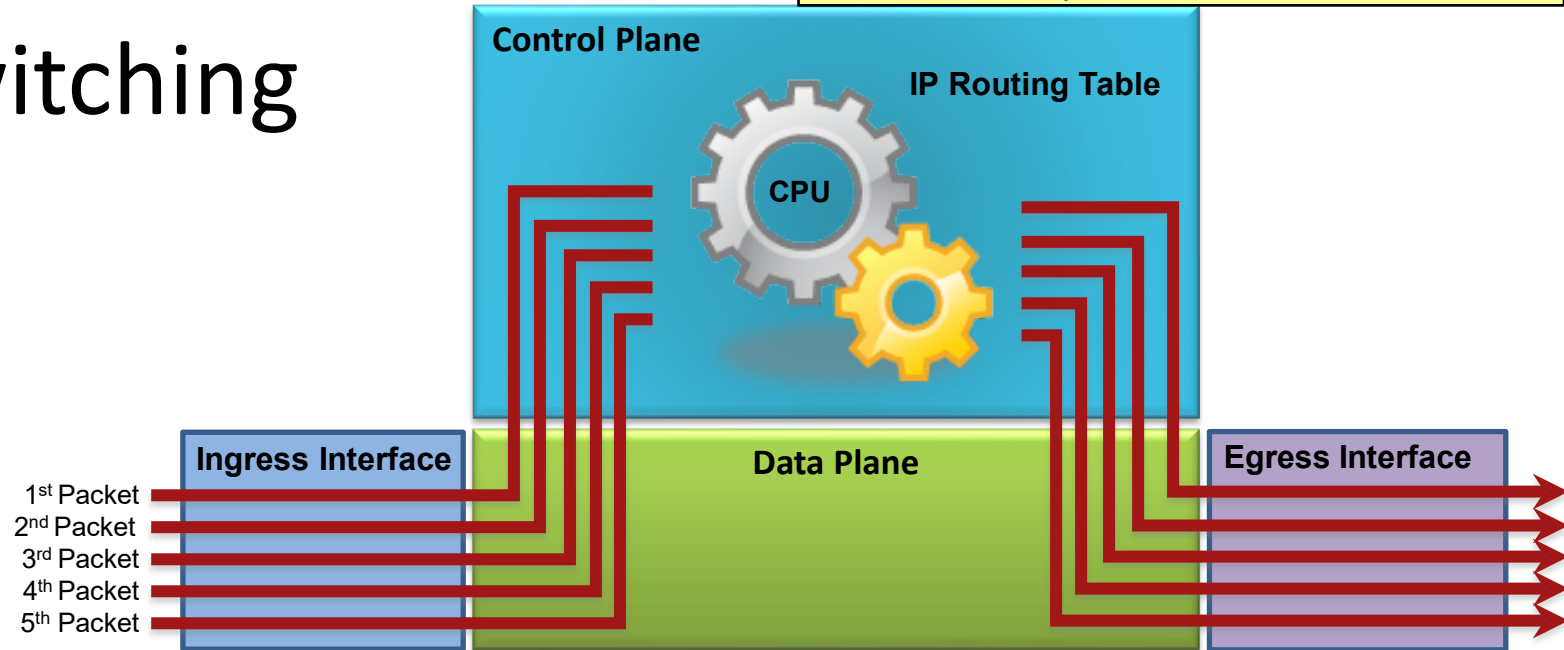 witching
Control Plane
IP Routing Table
CPU
Ingress Interface
Data Plane
Egress Interface
1st Packet
2nd Packet
3rd Packet
4th Packet
5th Packet